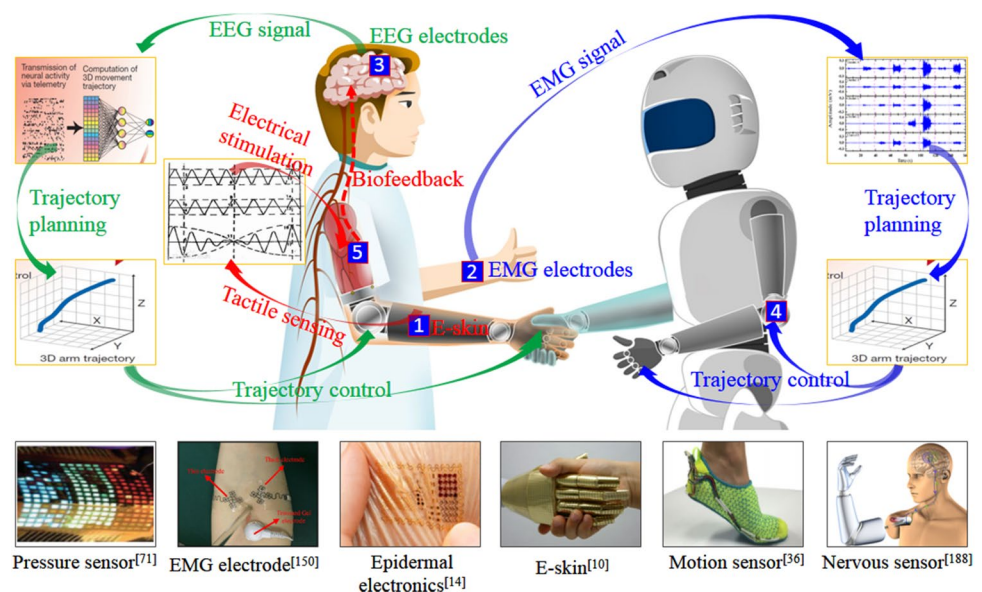 EEG signal
EEG electrodes
3
EMG signal
Transmission of
neural activity
via telemetry
Computation of
3D movement
trajectory
Electrical
stimulation
Biofeedback
Trajectory
planning
5
2
EMG electrodes
Trajectory
planning
Tactile sensing
1
E-skin
4
trol
Z
X
Y
3D arm trajectory
trol
Z
X
Y
3D arm trajectory
Trajectory control
Trajectory control
Pressure sensor[71]
EMG electrode[150]
Epidermal
electronics[14]
E-skin[10]
Motion sensor[36]
Nervous sensor[188]